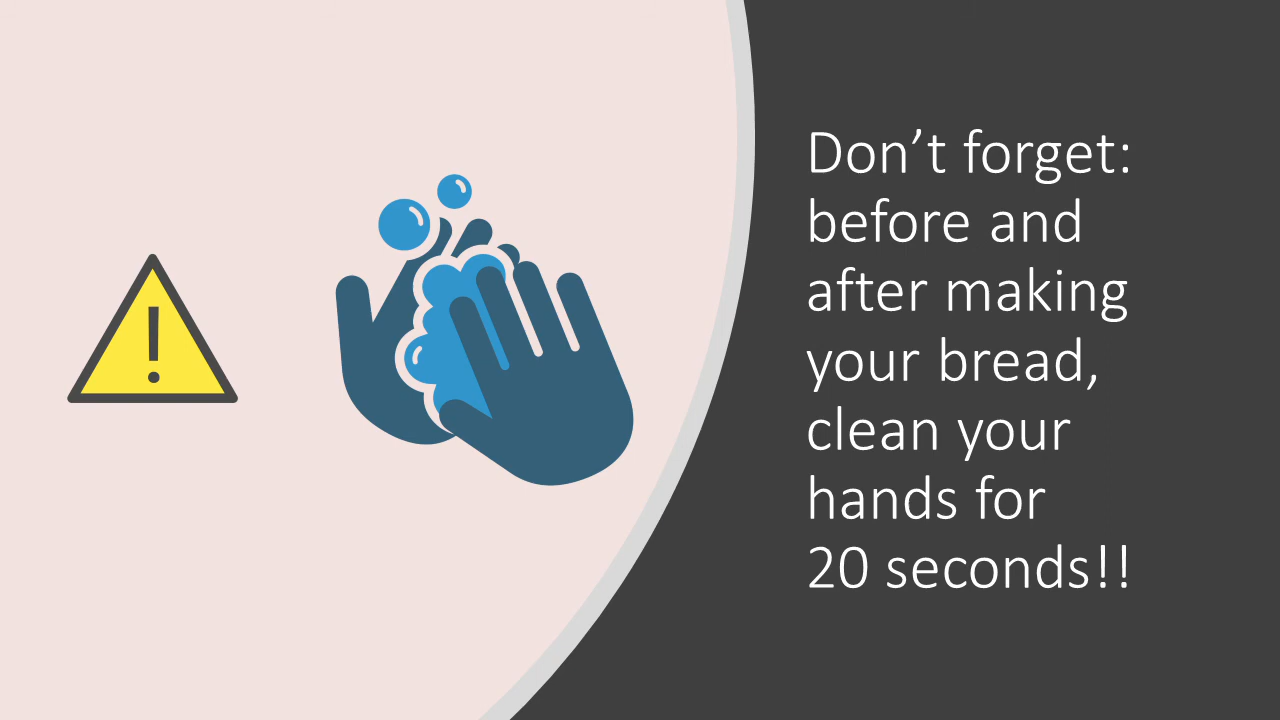 Don’t forget:
before and
after making
your bread,
clean your
hands for
20 seconds!!